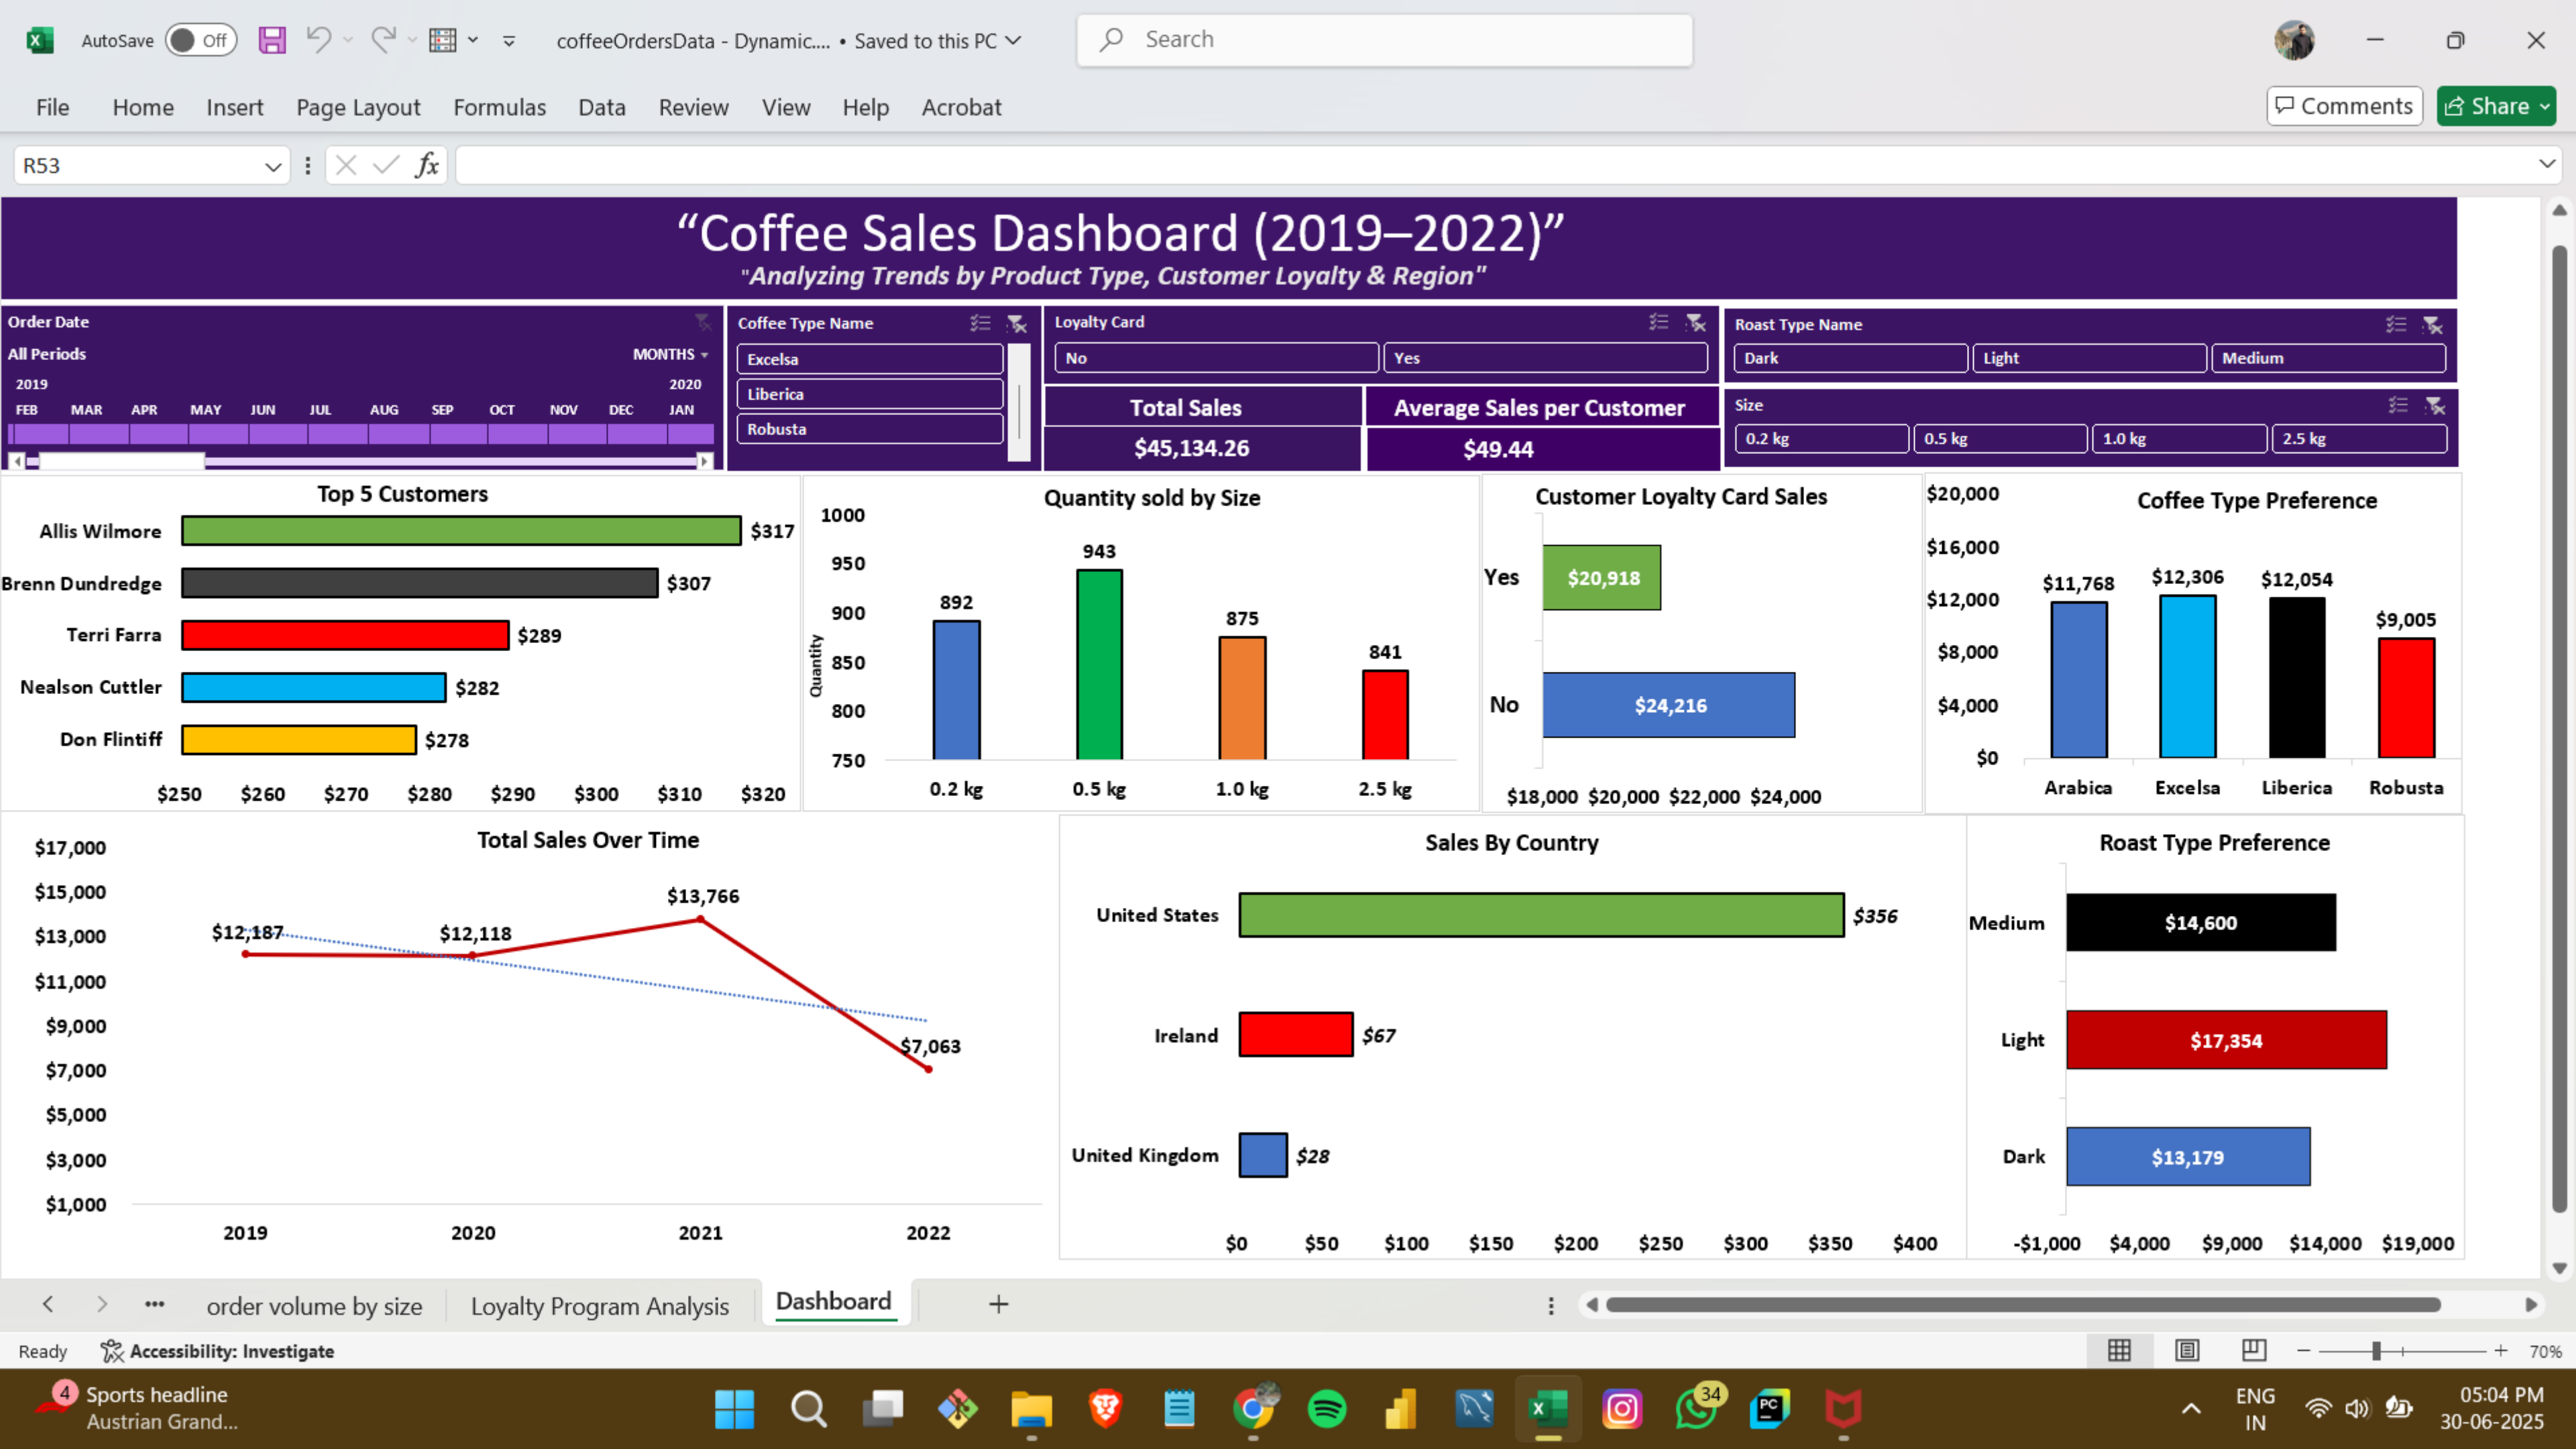 AutoSave Off
coffeeOrdersData - Dynamic.... • Saved to this PC
Search
File Home Insert Page Layout Formulas Data Review View Help Acrobat
Comments Share
R53
fx
“Coffee Sales Dashboard (2019–2022)”
"Analyzing Trends by Product Type, Customer Loyalty & Region"
Order Date
All Periods MONTHS
2019 2020
FEB MAR APR MAY JUN JUL AUG SEP OCT NOV DEC JAN
Coffee Type Name
Excelsa
Liberica
Robusta
Loyalty Card
No Yes
Total Sales
$45,134.26
Average Sales per Customer
$49.44
Roast Type Name
Dark Light Medium
Size
0.2 kg 0.5 kg 1.0 kg 2.5 kg
Top 5 Customers
Allis Wilmore $317
Brenn Dundredge $307
Terri Farra $289
Nealson Cuttler $282
Don Flintiff $278
$250 $260 $270 $280 $290 $300 $310 $320
Quantity sold by Size
Quantity
1000
950
900
850
800
750
892 943 875 841
0.2 kg 0.5 kg 1.0 kg 2.5 kg
Customer Loyalty Card Sales
Yes $20,918
No $24,216
$18,000 $20,000 $22,000 $24,000
Coffee Type Preference
$20,000
$16,000
$12,000
$8,000
$4,000
$0
$11,768 $12,306 $12,054 $9,005
Arabica Excelsa Liberica Robusta
Total Sales Over Time
$17,000
$15,000
$13,000
$11,000
$9,000
$7,000
$5,000
$3,000
$1,000
$12,187 $12,118 $13,766 $7,063
2019 2020 2021 2022
Sales By Country
United States $356
Ireland $67
United Kingdom $28
$0 $50 $100 $150 $200 $250 $300 $350 $400
Roast Type Preference
Medium $14,600
Light $17,354
Dark $13,179
-$1,000 $4,000 $9,000 $14,000 $19,000
order volume by size Loyalty Program Analysis Dashboard
Ready Accessibility: Investigate
70%
4
Sports headline
Austrian Grand...
34
PC
ENG
IN
05:04 PM
30-06-2025